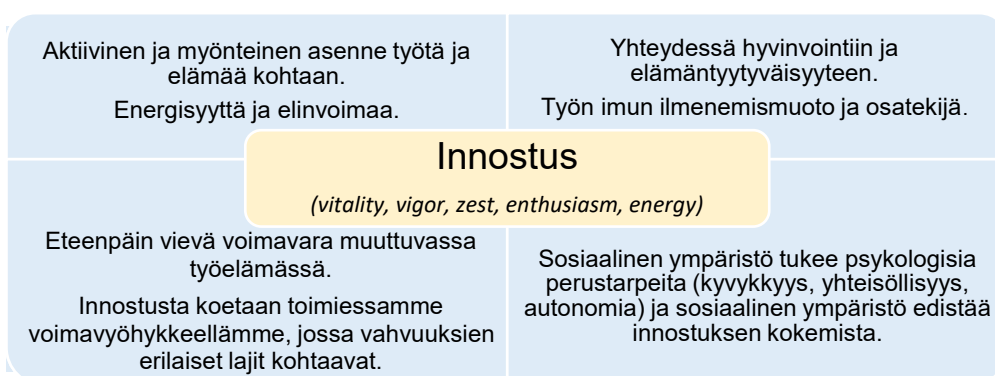 Aktiivinen ja myönteinen asenne työtä ja
elämää kohtaan.
Energisyyttä ja elinvoimaa.
Yhteydessä hyvinvointiin ja
elämäntyytyväisyyteen.
Työn imun ilmenemismuoto ja osatekijä.
Innostus
(vitality, vigor, zest, enthusiasm, energy)
Eteenpäin vievä voimavara muuttuvassa
työelämässä.
Innostusta koetaan toimiessamme
voimavyöhykkeellämme, jossa vahvuuksien
erilaiset lajit kohtaavat.
Sosiaalinen ympäristö tukee psykologisia
perustarpeita (kyvykkyys, yhteisöllisyys,
autonomia) ja sosiaalinen ympäristö edistää
innostuksen kokemista.